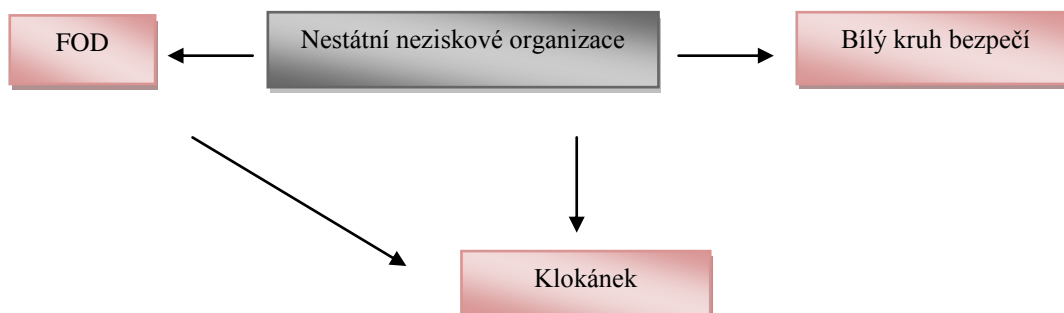 FOD
Nestátní neziskové organizace
Bílý kruh bezpečí
Klokánek